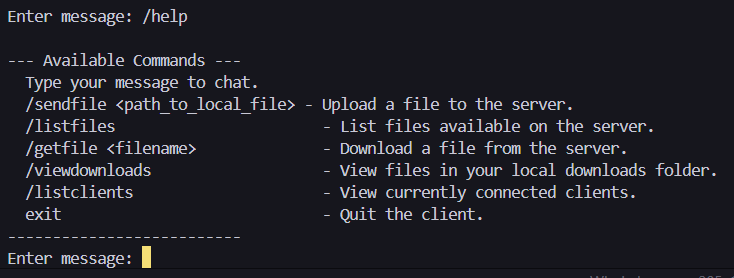 Enter message: /help

--- Available Commands ---
  Type your message to chat.
  /sendfile <path_to_local_file> - Upload a file to the server.
  /listfiles                       - List files available on the server.
  /getfile <filename>              - Download a file from the server.
  /viewdownloads                   - View files in your local downloads folder.
  /listclients                     - View currently connected clients.
  exit                             - Quit the client.
--------------------------
Enter message: